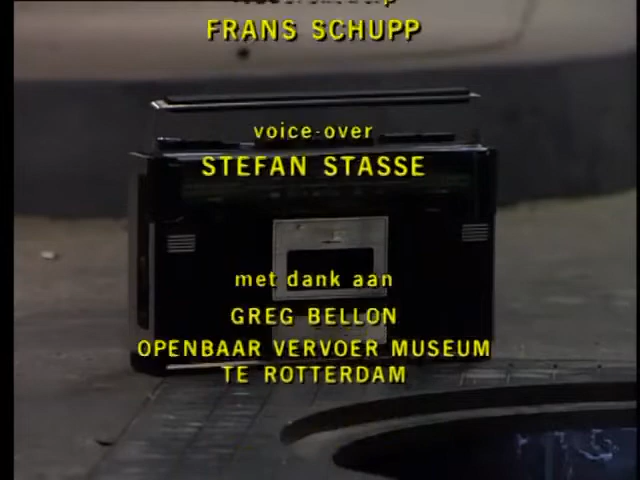 FRANS SCHUPP
voice-over
STEFAN STASSE
met dank aan
GREG BELLON
OPENBAAR VERVOER MUSEUM
TE ROTTERDAM